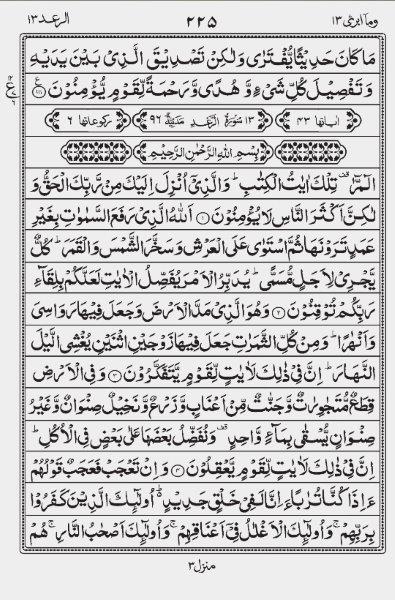 وما ابرئ ١٣ ٢٢٥ الرعد ١٣
مَا كَانَ حَدِيْثًا يُّفْتَرٰى وَلٰكِنْ تَصْدِيْقَ الَّذِيْ بَيْنَ يَدَيْهِ
وَتَفْصِيْلَ كُلِّ شَيْءٍ وَّهُدًى وَّرَحْمَةً لِّقَوْمٍ يُّؤْمِنُوْنَ ۝١١١
اٰيَاتُهَا ٤٣ ١٣ سُوْرَةُ الرَّعْدِ مَدَنِيَّةٌ ٩٦ رُكُوْعَاتُهَا ٦
بِسْمِ اللّٰهِ الرَّحْمٰنِ الرَّحِيْمِ
الٓمّٓرٰ ۫ تِلْكَ اٰيٰتُ الْكِتٰبِ ؕ وَالَّذِيْٓ اُنْزِلَ اِلَيْكَ مِنْ رَّبِّكَ الْحَقُّ وَ
لٰكِنَّ اَكْثَرَ النَّاسِ لَا يُؤْمِنُوْنَ ۝١ اَللّٰهُ الَّذِيْ رَفَعَ السَّمٰوٰتِ بِغَيْرِ
عَمَدٍ تَرَوْنَهَا ثُمَّ اسْتَوٰى عَلَى الْعَرْشِ وَسَخَّرَ الشَّمْسَ وَالْقَمَرَ ؕ كُلٌّ
يَّجْرِيْ لِاَجَلٍ مُّسَمًّى ؕ يُدَبِّرُ الْاَمْرَ يُفَصِّلُ الْاٰيٰتِ لَعَلَّكُمْ بِلِقَآءِ
رَبِّكُمْ تُوْقِنُوْنَ ۝٢ وَهُوَ الَّذِيْ مَدَّ الْاَرْضَ وَجَعَلَ فِيْهَا رَوَاسِيَ
وَاَنْهٰرًا ؕ وَمِنْ كُلِّ الثَّمَرٰتِ جَعَلَ فِيْهَا زَوْجَيْنِ اثْنَيْنِ يُغْشِي الَّيْلَ
النَّهَارَ ؕ اِنَّ فِيْ ذٰلِكَ لَاٰيٰتٍ لِّقَوْمٍ يَّتَفَكَّرُوْنَ ۝٣ وَفِي الْاَرْضِ
قِطَعٌ مُّتَجٰوِرٰتٌ وَّجَنّٰتٌ مِّنْ اَعْنَابٍ وَّزَرْعٌ وَّنَخِيْلٌ صِنْوَانٌ وَّغَيْرُ
صِنْوَانٍ يُّسْقٰى بِمَآءٍ وَّاحِدٍ ۫ وَنُفَضِّلُ بَعْضَهَا عَلٰى بَعْضٍ فِي الْاُكُلِ ؕ
اِنَّ فِيْ ذٰلِكَ لَاٰيٰتٍ لِّقَوْمٍ يَّعْقِلُوْنَ ۝٤ وَاِنْ تَعْجَبْ فَعَجَبٌ قَوْلُهُمْ
ءَاِذَا كُنَّا تُرٰبًا ءَاِنَّا لَفِيْ خَلْقٍ جَدِيْدٍ ؕ اُولٰٓئِكَ الَّذِيْنَ كَفَرُوْا
بِرَبِّهِمْ ۚ وَاُولٰٓئِكَ الْاَغْلٰلُ فِيْٓ اَعْنَاقِهِمْ ۚ وَاُولٰٓئِكَ اَصْحٰبُ النَّارِ ۚ هُمْ
منزل ٣